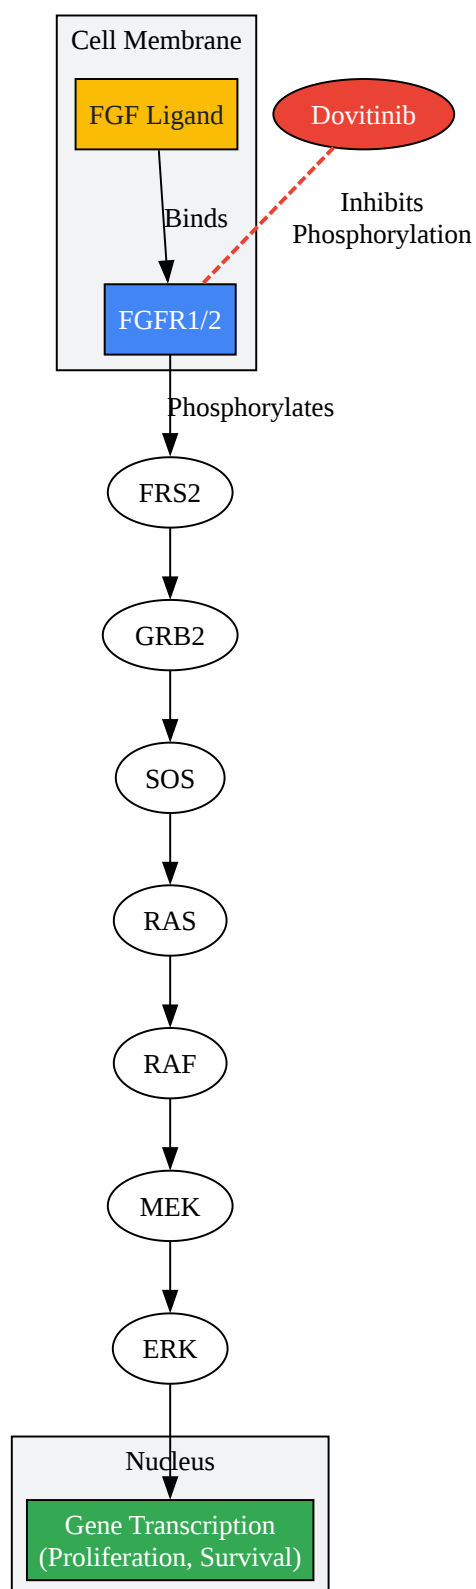 Cell Membrane
FGF Ligand
Dovitinib
Binds
Inhibits
Phosphorylation
FGFR1/2
Phosphorylates
FRS2
GRB2
SOS
RAS
RAF
MEK
ERK
Nucleus
Gene Transcription
(Proliferation, Survival)